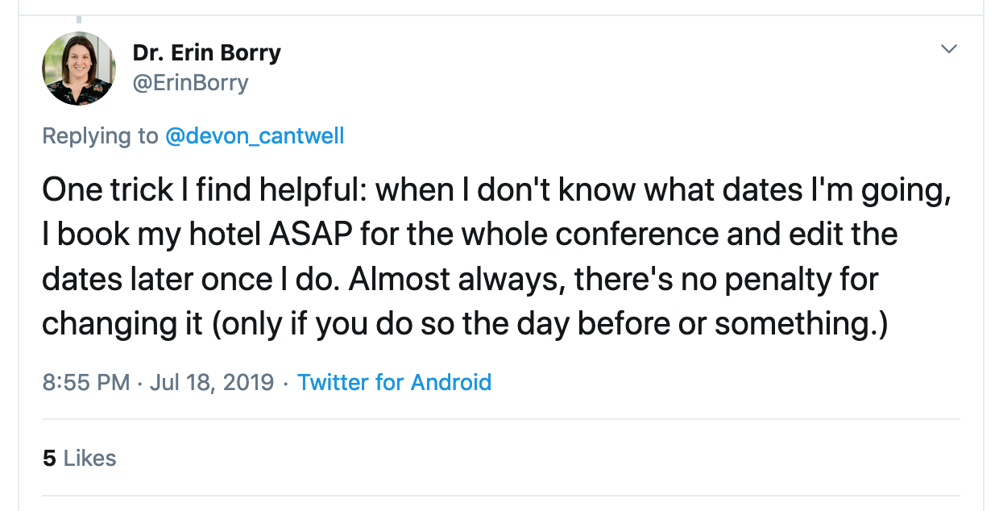 Dr. Erin Borry
@ErinBorry
Replying to @devon_cantwell
One trick I find helpful: when I don't know what dates I'm going,
I book my hotel ASAP for the whole conference and edit the
dates later once I do. Almost always, there's no penalty for
changing it (only if you do so the day before or something.)
8:55 PM · Jul 18, 2019 · Twitter for Android
5 Likes